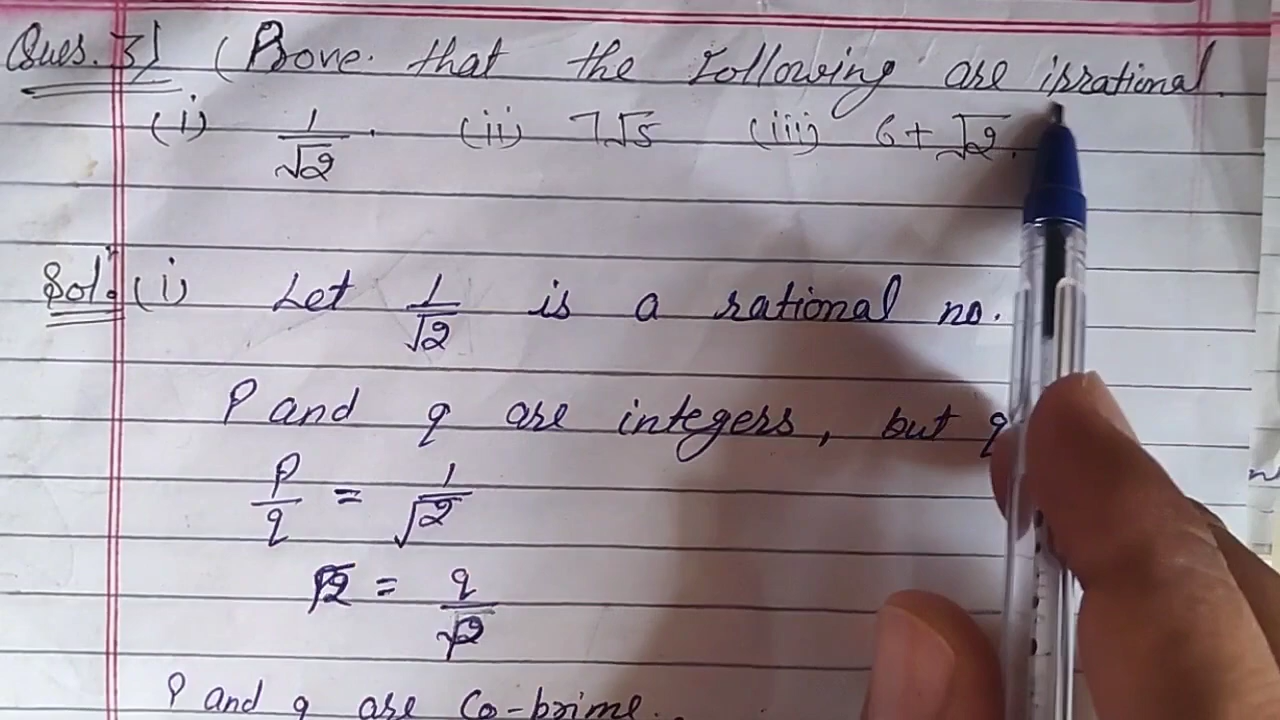 Ques. 3) (Prove. that the following are irrational.
(i) 1/√2. (ii) 7√5 (iii) 6+√2.
Solⁿ (i) Let 1/√2 is a rational no.
P and q are integers, but q
P/q = 1/√2
√2 = q/
P and q are Co-prime.